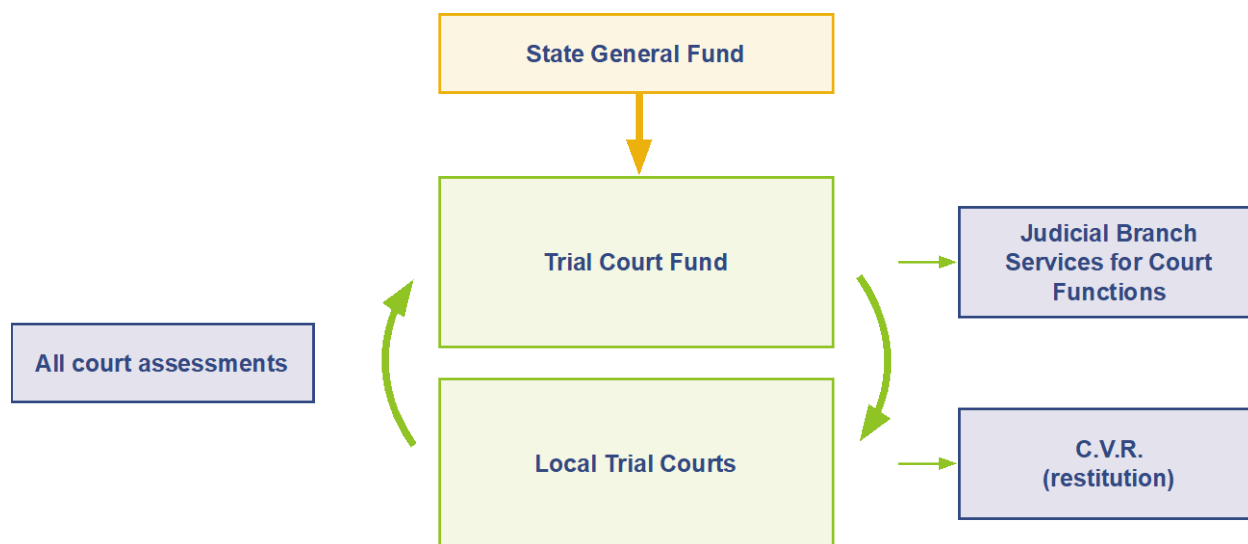 State General Fund
Trial Court Fund
Judicial Branch
Services for Court
Functions
All court assessments
Local Trial Courts
C.V.R.
(restitution)